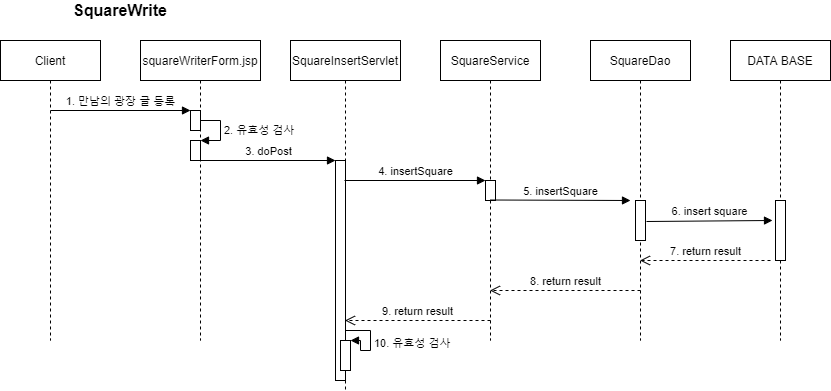 SquareWrite
Client
squareWriterForm.jsp
SquareInsertServlet
SquareService
SquareDao
DATA BASE
1. 만남의 광장 글 등록
2. 유효성 검사
3. doPost
4. insertSquare
5. insertSquare
6. insert square
7. return result
8. return result
9. return result
10. 유효성 검사